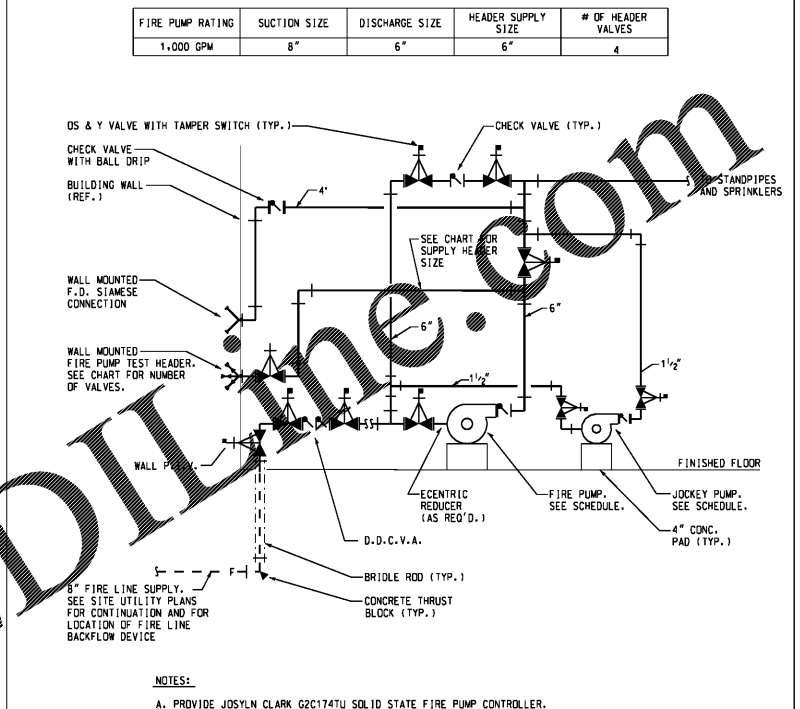 FIRE PUMP RATING
SUCTION SIZE
DISCHARGE SIZE
HEADER SUPPLY
SIZE
# OF HEADER
VALVES
1,000 GPM
8"
6"
6"
4
OS & Y VALVE WITH TAMPER SWITCH (TYP.)
CHECK VALVE (TYP.)
CHECK VALVE
WITH BALL DRIP
BUILDING WALL
(REF.)
4'
STANDPIPES
AND SPRINKLERS
SEE CHART FOR
SUPPLY HEADER
SIZE
WALL MOUNTED
F.D. SIAMESE
CONNECTION
6"
6"
WALL MOUNTED
FIRE PUMP TEST HEADER.
SEE CHART FOR NUMBER
OF VALVES.
1 1/2"
1 1/2"
WALL
FINISHED FLOOR
ECENTRIC
REDUCER
(AS REQ'D.)
FIRE PUMP.
SEE SCHEDULE.
JOCKEY PUMP.
SEE SCHEDULE.
D.D.C.V.A.
4" CONC.
PAD (TYP.)
F
BRIDLE ROD (TYP.)
8" FIRE LINE SUPPLY.
SEE SITE UTILITY PLANS
FOR CONTINUATION AND FOR
LOCATION OF FIRE LINE
BACKFLOW DEVICE
CONCRETE THRUST
BLOCK (TYP.)
NOTES:
A. PROVIDE JOSYLN CLARK G2C174TU SOLID STATE FIRE PUMP CONTROLLER.
DILine.com